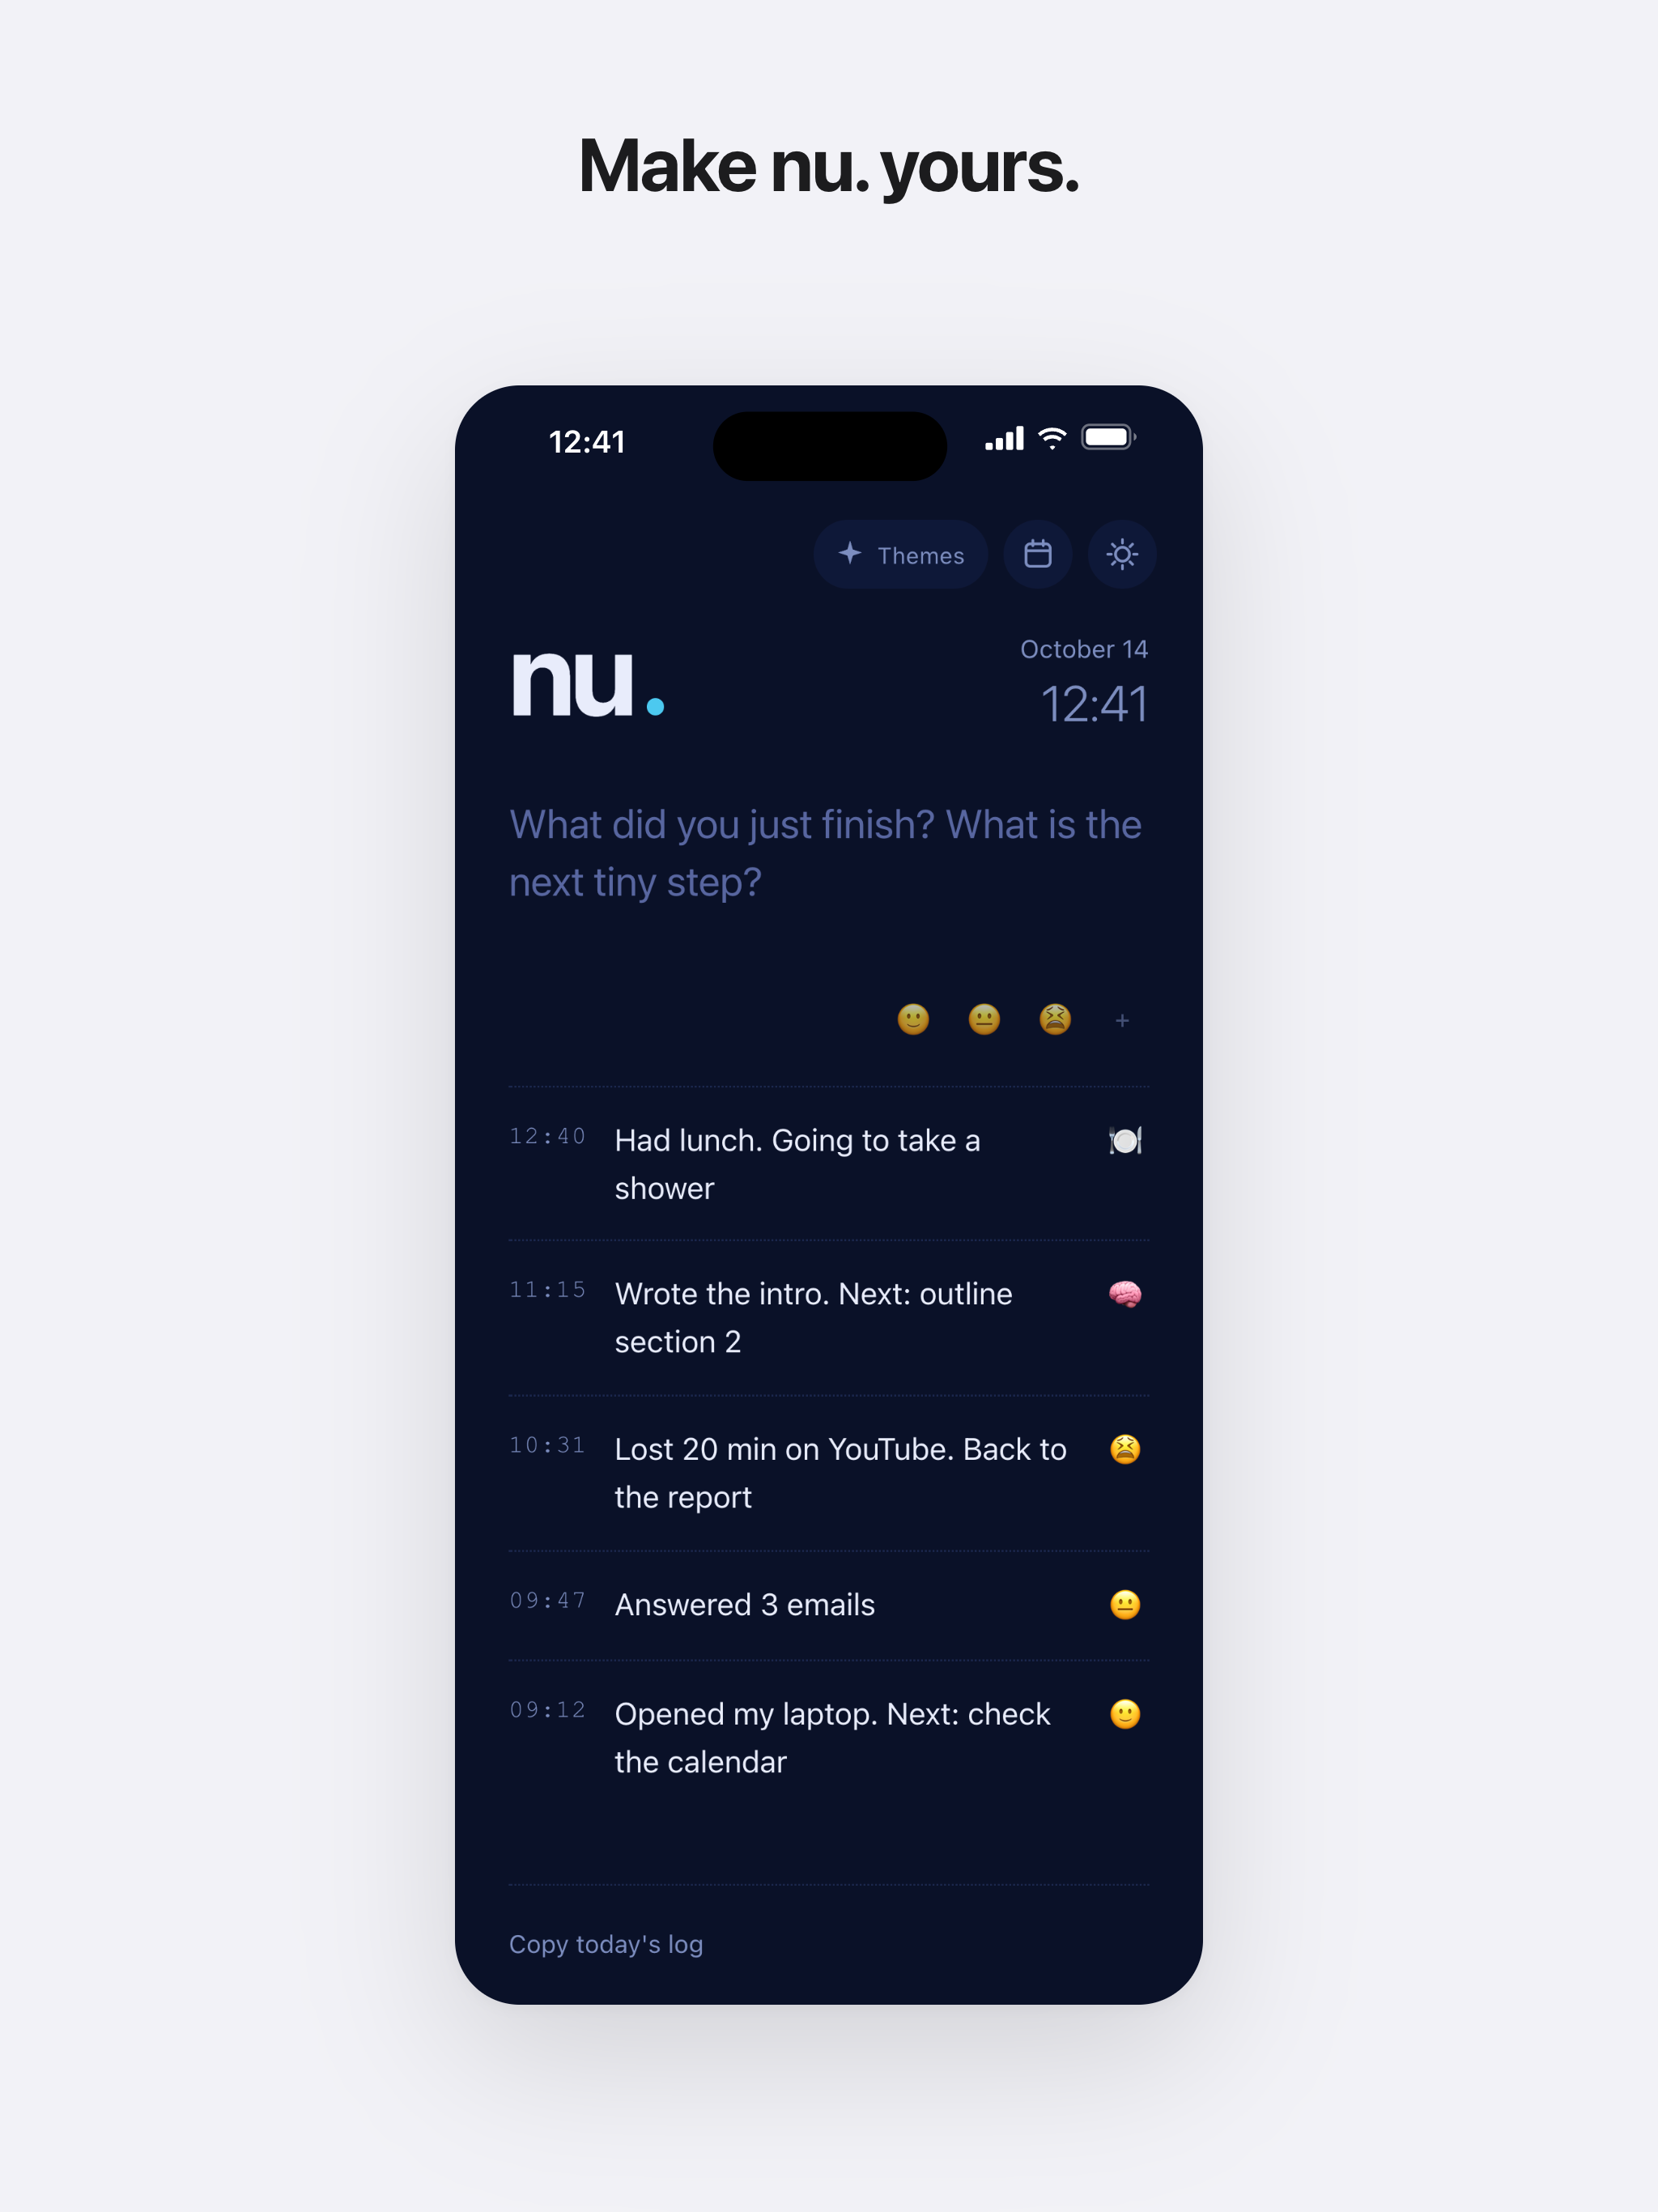 Make nu. yours.
12:41
Themes
nu.
October 14
12:41
What did you just finish? What is the
next tiny step?
+
12:40 Had lunch. Going to take a
shower
11:15 Wrote the intro. Next: outline
section 2
10:31 Lost 20 min on YouTube. Back to
the report
09:47 Answered 3 emails
09:12 Opened my laptop. Next: check
the calendar
Copy today's log